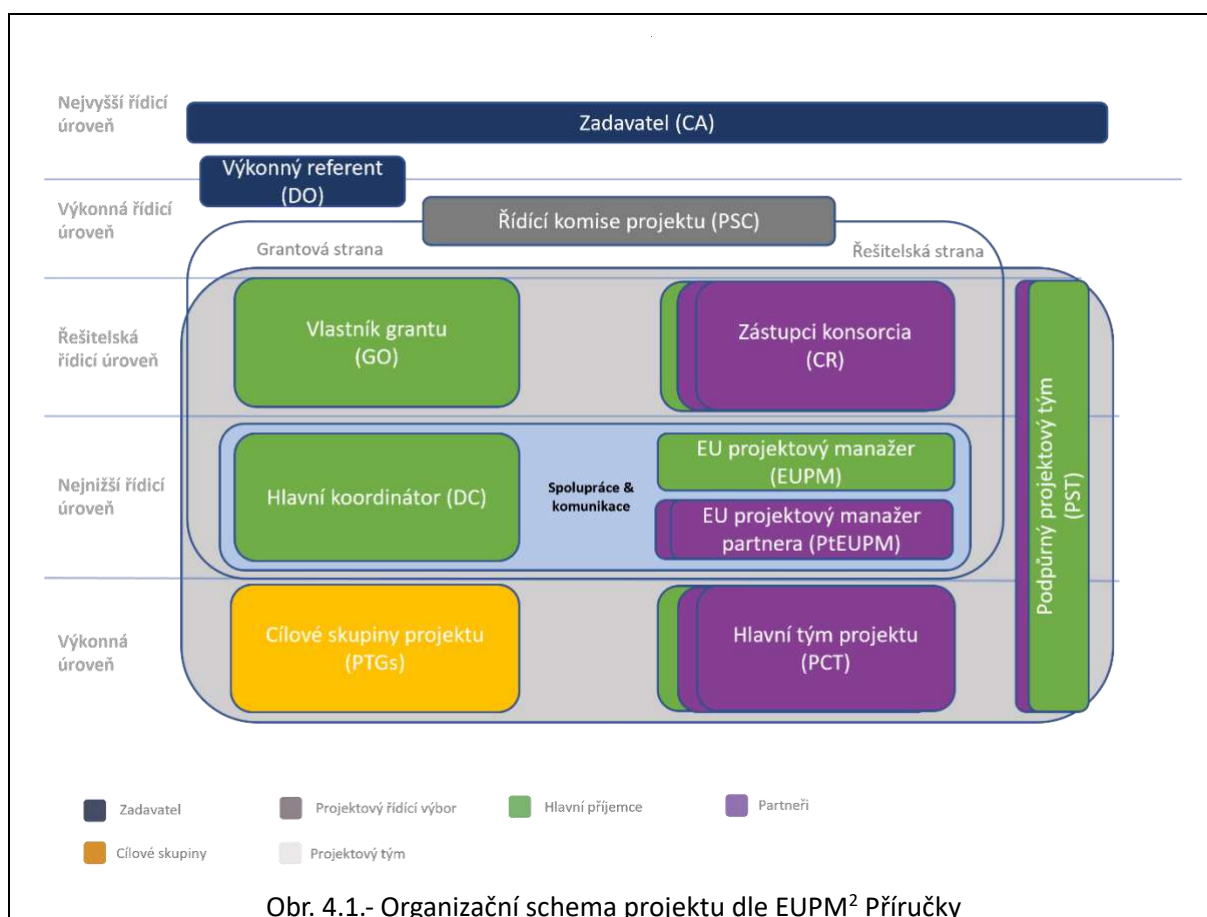 Nejvyšší řídicí
úroveň
Zadavatel (CA)
Výkonný referent
(DO)
Výkonná řídicí
úroveň
Řídící komise projektu (PSC)
Grantová strana
Řešitelská strana
Řešitelská
řídicí úroveň
Vlastník grantu
(GO)
Zástupci konsorcia
(CR)
Podpůrný projektový tým
(PST)
Nejnižší řídicí
úroveň
Hlavní koordinátor (DC)
Spolupráce &
komunikace
EU projektový manažer
(EUPM)
EU projektový manažer
partnera (PtEUPM)
Výkonná
úroveň
Cílové skupiny projektu
(PTGs)
Hlavní tým projektu
(PCT)
Zadavatel
Projektový řídící výbor
Hlavní příjemce
Partneři
Cílové skupiny
Projektový tým
Obr. 4.1.- Organizační schema projektu dle EUPM² Příručky